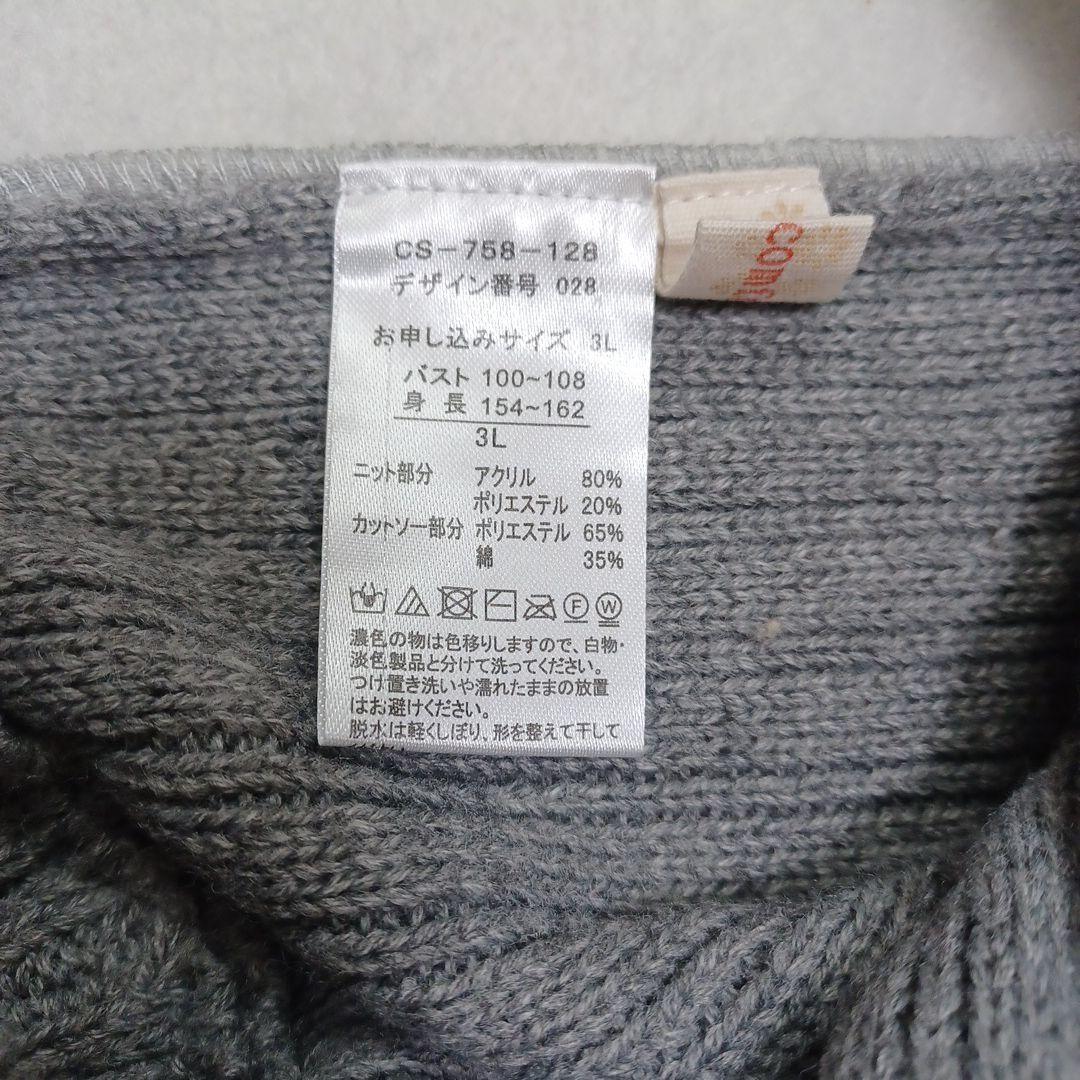 CS-758-128
デザイン番号 028
お申し込みサイズ 3L
バスト 100~108
身長 154~162
3L
ニット部分 アクリル 80%
ポリエステル 20%
カットソー部分 ポリエステル 65%
綿 35%
F W
濃色の物は色移りしますので、白物・
淡色製品と分けて洗ってください。
つけ置き洗いや濡れたままの放置
はお避けください。
脱水は軽くしぼり、形を整えて干して